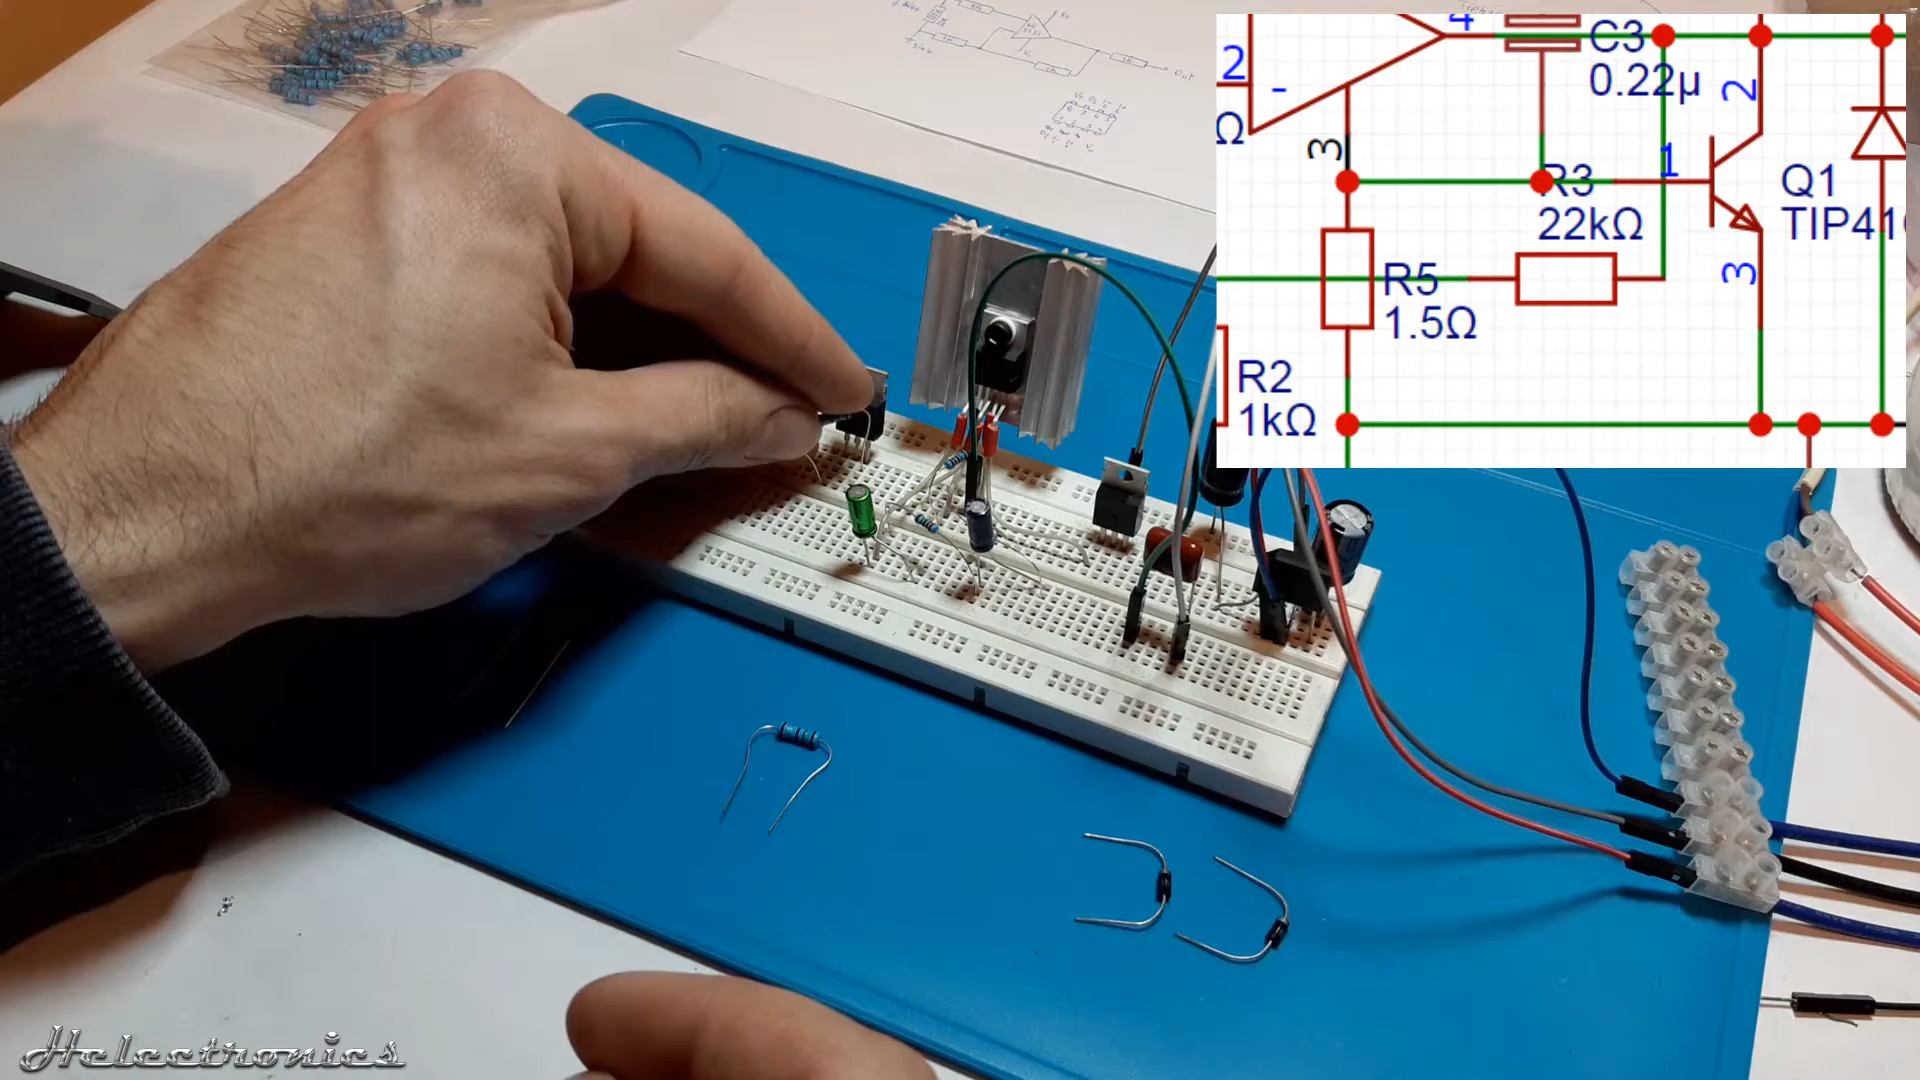 4
C3
0.22µ
2
2
-
Ω
3
1
R3
22kΩ
Q1
TIP41
3
R5
1.5Ω
R2
1kΩ
Out
Helectronics